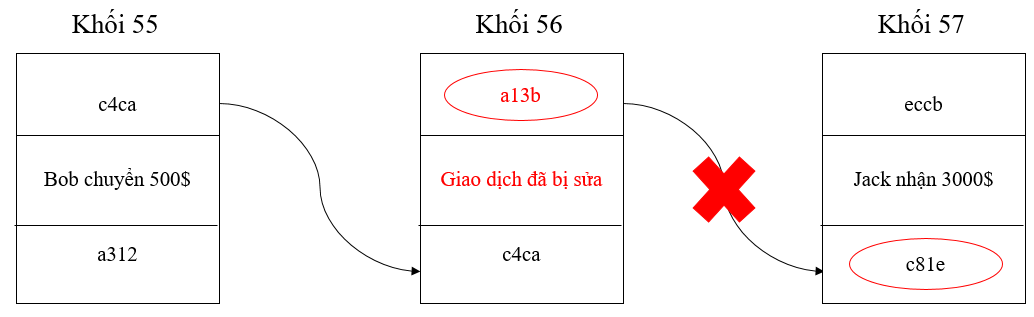 Khối 55
c4ca
Bob chuyển 500$
a312
Khối 56
a13b
Giao dịch đã bị sửa
c4ca
Khối 57
eccb
Jack nhận 3000$
c81e